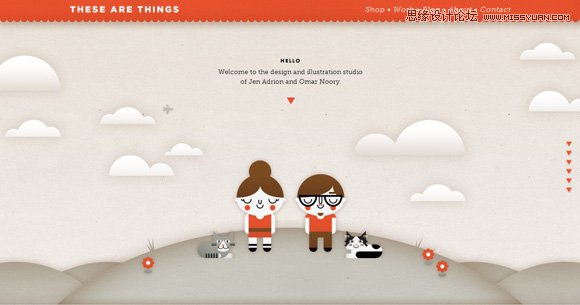 THESE ARE THINGS
Shop • Work • Blog • About • Contact
思缘设计论坛 WWW.MISSYUAN.COM
HELLO
Welcome to the design and illustration studio
of Jen Adrion and Omar Noory.